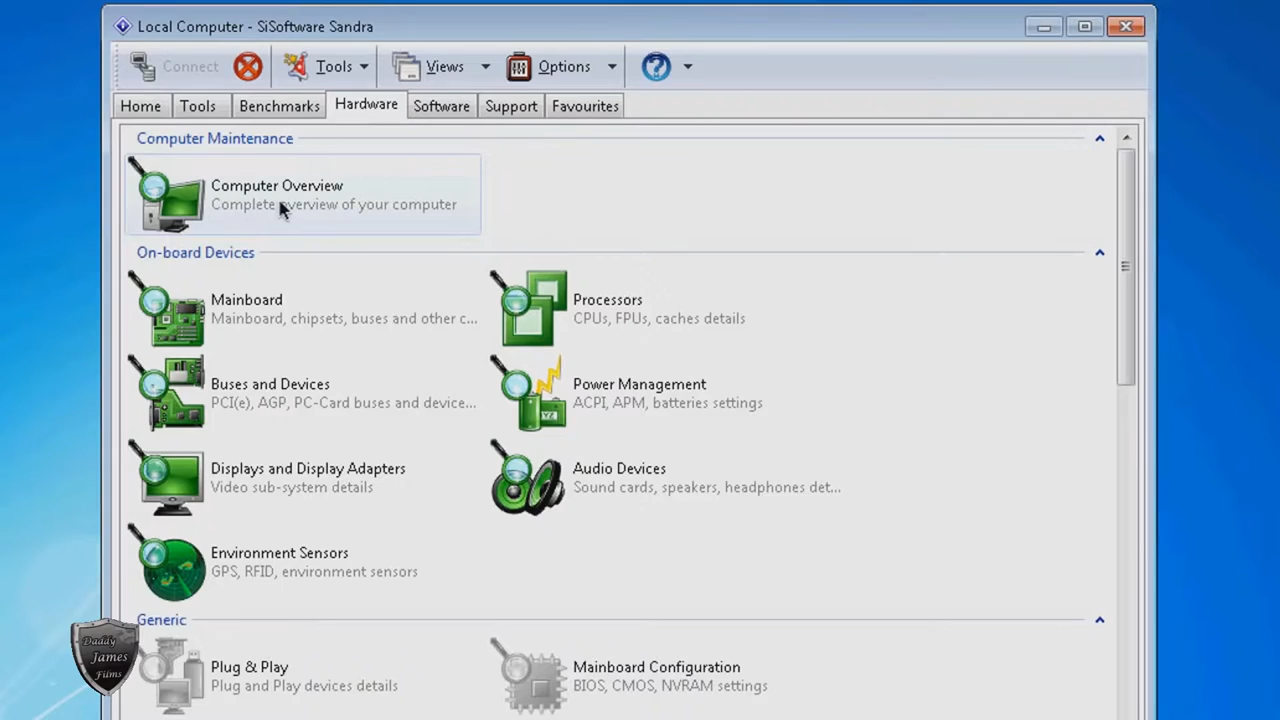 Local Computer - SiSoftware Sandra
Connect Tools Views Options
Home Tools Benchmarks Hardware Software Support Favourites
Computer Maintenance
Computer Overview
Complete overview of your computer
On-board Devices
Mainboard
Mainboard, chipsets, buses and other c...
Processors
CPUs, FPUs, caches details
Buses and Devices
PCI(e), AGP, PC-Card buses and device...
Power Management
ACPI, APM, batteries settings
Displays and Display Adapters
Video sub-system details
Audio Devices
Sound cards, speakers, headphones det...
Environment Sensors
GPS, RFID, environment sensors
Generic
Plug & Play
Plug and Play devices details
Mainboard Configuration
BIOS, CMOS, NVRAM settings
Daddy
James
Films